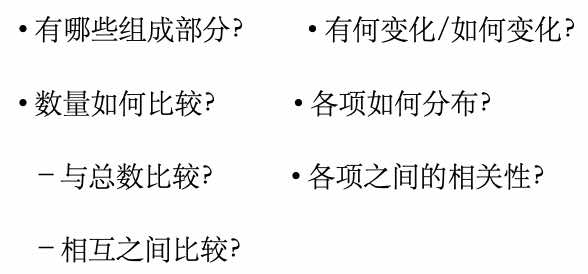 • 有哪些组成部分?
• 数量如何比较?
– 与总数比较?
– 相互之间比较?
• 有何变化/如何变化?
• 各项如何分布?
• 各项之间的相关性?